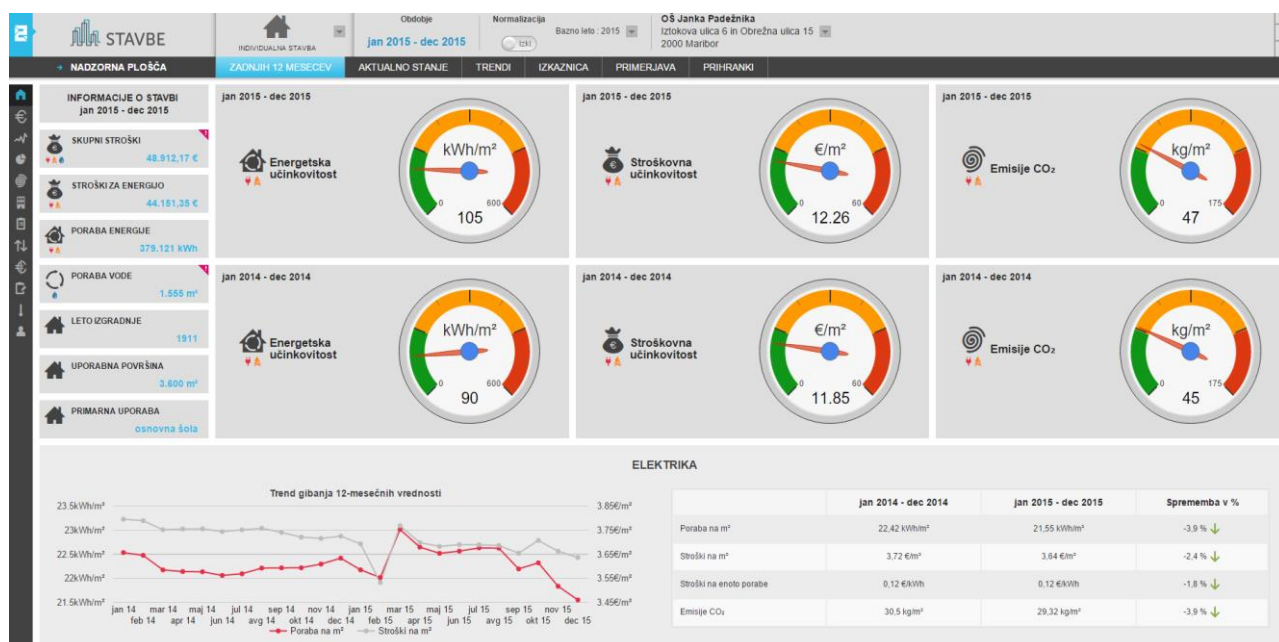 STAVBE
INDIVIDUALNA STAVBA
Obdobje
jan 2015 - dec 2015
Normalizacija
Izkl
Bazno leto : 2015
OŠ Janka Padežnika
Iztokova ulica 6 in Obrežna ulica 15
2000 Maribor
NADZORNA PLOŠČA
ZADNJIH 12 MESECEV
AKTUALNO STANJE
TRENDI
IZKAZNICA
PRIMERJAVA
PRIHRANKI
INFORMACIJE O STAVBI
jan 2015 - dec 2015
SKUPNI STROŠKI
48.912,17 €
STROŠKI ZA ENERGIJO
44.151,35 €
PORABA ENERGIJE
379.121 kWh
PORABA VODE
1.555 m³
LETO IZGRADNJE
1911
UPORABNA POVRŠINA
3.600 m²
PRIMARNA UPORABA
osnovna šola
jan 2015 - dec 2015
Energetska
učinkovitost
kWh/m²
0 600
105
jan 2015 - dec 2015
Stroškovna
učinkovitost
€/m²
0 60
12.26
jan 2015 - dec 2015
Emisije CO₂
kg/m²
0 175
47
jan 2014 - dec 2014
Energetska
učinkovitost
kWh/m²
0 600
90
jan 2014 - dec 2014
Stroškovna
učinkovitost
€/m²
0 60
11.85
jan 2014 - dec 2014
Emisije CO₂
kg/m²
0 175
45
ELEKTRIKA
Trend gibanja 12-mesečnih vrednosti
23.5kWh/m² 3.85€/m²
23kWh/m² 3.75€/m²
22.5kWh/m² 3.65€/m²
22kWh/m² 3.55€/m²
21.5kWh/m² 3.45€/m²
jan 14 mar 14 maj 14 jul 14 sep 14 nov 14 jan 15 mar 15 maj 15 jul 15 sep 15 nov 15
feb 14 apr 14 jun 14 avg 14 okt 14 dec 14 feb 15 apr 15 jun 15 avg 15 okt 15 dec 15
Poraba na m² Stroški na m²
jan 2014 - dec 2014 jan 2015 - dec 2015 Sprememba v %
Poraba na m² 22,42 kWh/m² 21,55 kWh/m² -3,9 %
Stroški na m² 3,72 €/m² 3,64 €/m² -2,4 %
Stroški na enoto porabe 0,12 €/kWh 0,12 €/kWh -1,8 %
Emisije CO₂ 30,5 kg/m² 29,32 kg/m² -3,9 %